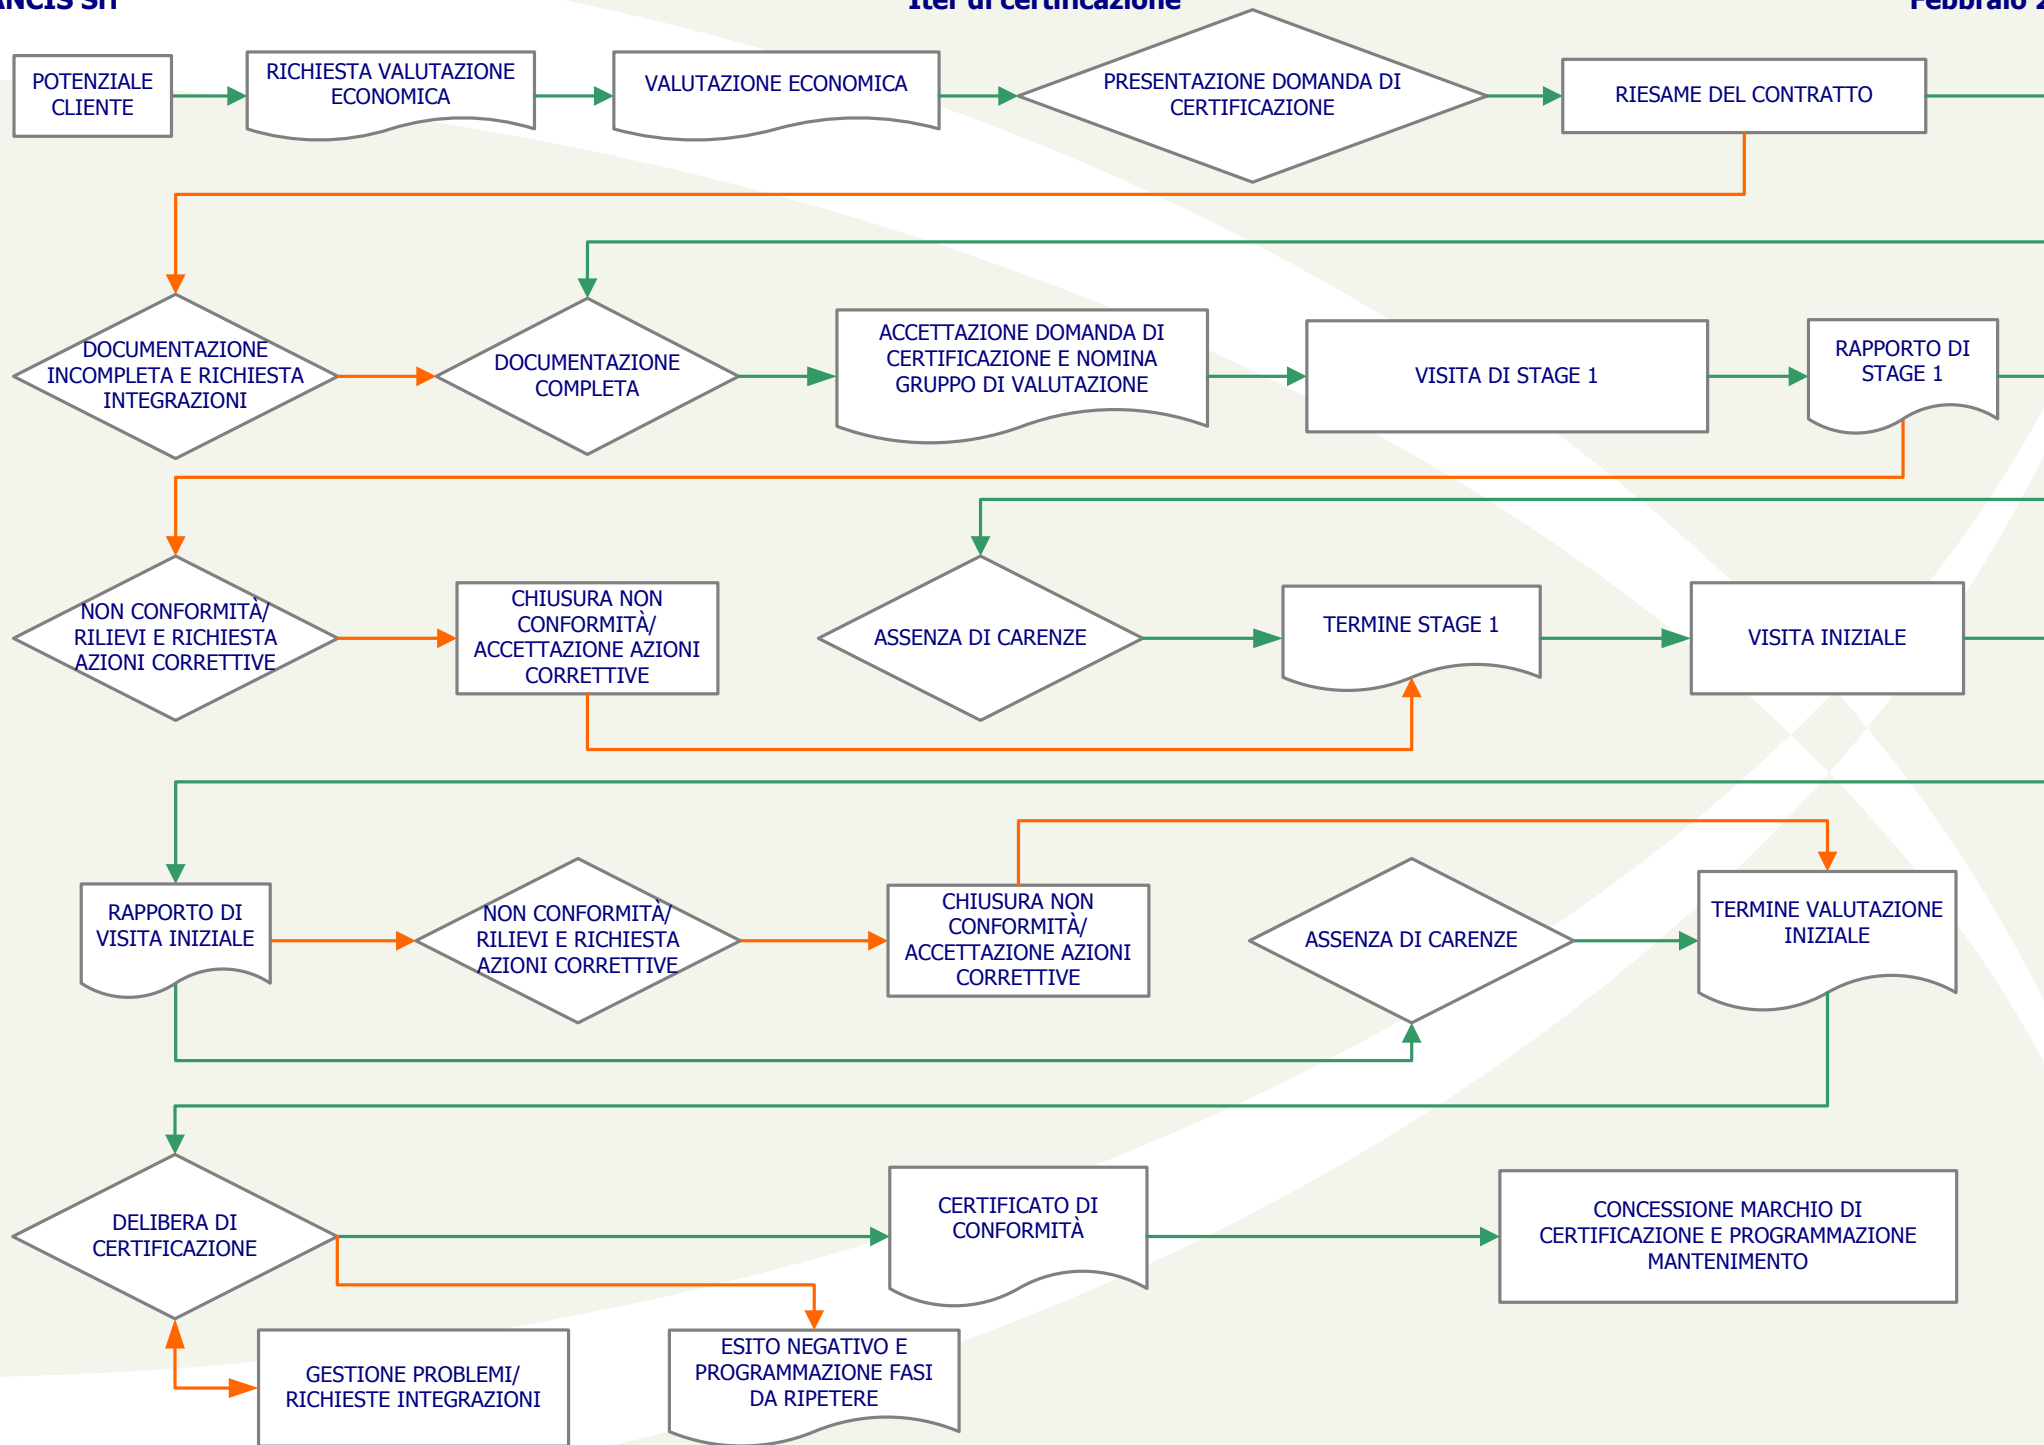 Iter di certificazione
POTENZIALE
CLIENTE
RICHIESTA VALUTAZIONE
ECONOMICA
VALUTAZIONE ECONOMICA
PRESENTAZIONE DOMANDA DI
CERTIFICAZIONE
RIESAME DEL CONTRATTO
DOCUMENTAZIONE
INCOMPLETA E RICHIESTA
INTEGRAZIONI
DOCUMENTAZIONE
COMPLETA
ACCETTAZIONE DOMANDA DI
CERTIFICAZIONE E NOMINA
GRUPPO DI VALUTAZIONE
VISITA DI STAGE 1
RAPPORTO DI
STAGE 1
NON CONFORMITÀ/
RILIEVI E RICHIESTA
AZIONI CORRETTIVE
CHIUSURA NON
CONFORMITÀ/
ACCETTAZIONE AZIONI
CORRETTIVE
ASSENZA DI CARENZE
TERMINE STAGE 1
VISITA INIZIALE
RAPPORTO DI
VISITA INIZIALE
NON CONFORMITÀ/
RILIEVI E RICHIESTA
AZIONI CORRETTIVE
CHIUSURA NON
CONFORMITÀ/
ACCETTAZIONE AZIONI
CORRETTIVE
ASSENZA DI CARENZE
TERMINE VALUTAZIONE
INIZIALE
DELIBERA DI
CERTIFICAZIONE
CERTIFICATO DI
CONFORMITÀ
CONCESSIONE MARCHIO DI
CERTIFICAZIONE E PROGRAMMAZIONE
MANTENIMENTO
GESTIONE PROBLEMI/
RICHIESTE INTEGRAZIONI
ESITO NEGATIVO E
PROGRAMMAZIONE FASI
DA RIPETERE